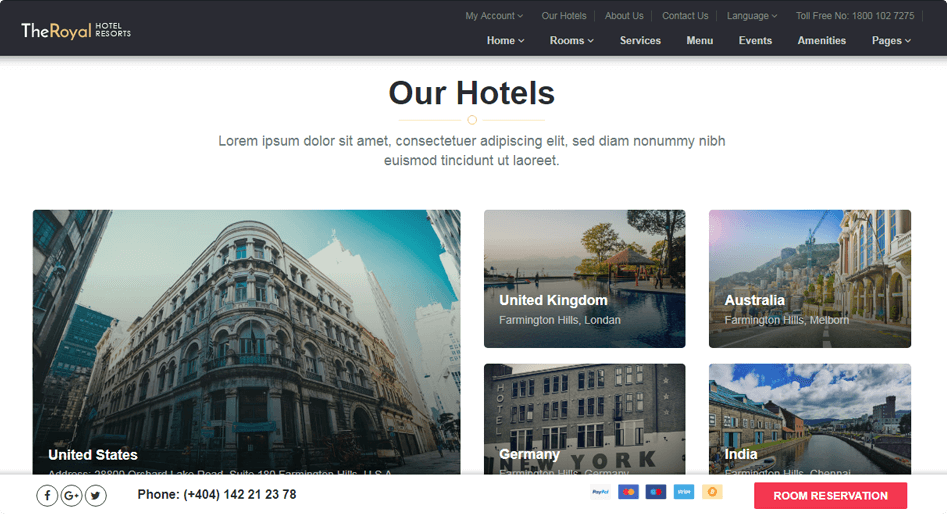 My Account
Our Hotels
About Us
Contact Us
Language
Toll Free No: 1800 102 7275
TheRoyal HOTEL RESORTS
Home
Rooms
Services
Menu
Events
Amenities
Pages
Our Hotels
Lorem ipsum dolor sit amet, consectetuer adipiscing elit, sed diam nonummy nibh
euismod tincidunt ut laoreet.
United Kingdom
Farmington Hills, Londan
Australia
Farmington Hills, Melborn
HOTEL
NEW YORK
United States
Address: 28800 Orchard Lake Road, Suite 180 Farmington Hills, U.S.A.
Germany
Farmington Hills, Germany
India
Farmington Hills, Chennai
f
G+
Phone: (+404) 142 21 23 78
PayPal
ROOM RESERVATION